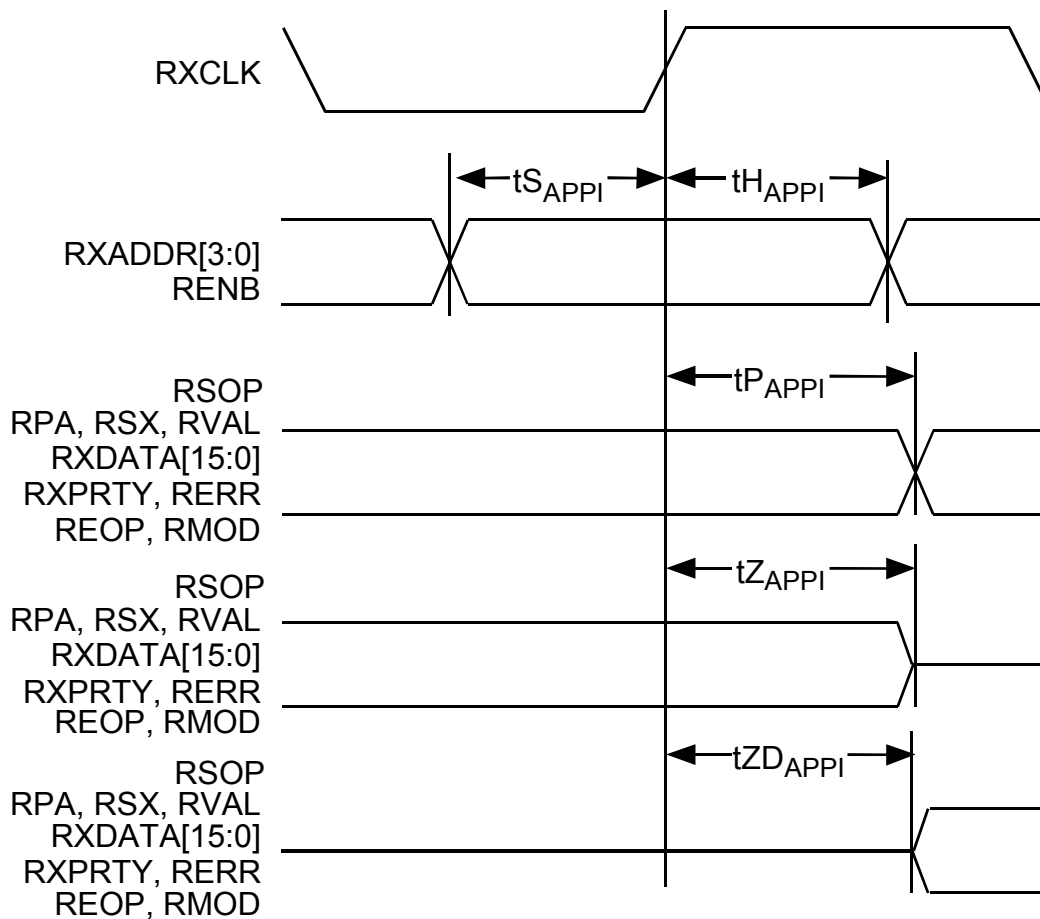 RXCLK
tSAPPI
tHAPPI
RXADDR[3:0]
RENB
tPAPPI
RSOP
RPA, RSX, RVAL
RXDATA[15:0]
RXPRTY, RERR
REOP, RMOD
tZAPPI
RSOP
RPA, RSX, RVAL
RXDATA[15:0]
RXPRTY, RERR
REOP, RMOD
tZDAPPI
RSOP
RPA, RSX, RVAL
RXDATA[15:0]
RXPRTY, RERR
REOP, RMOD